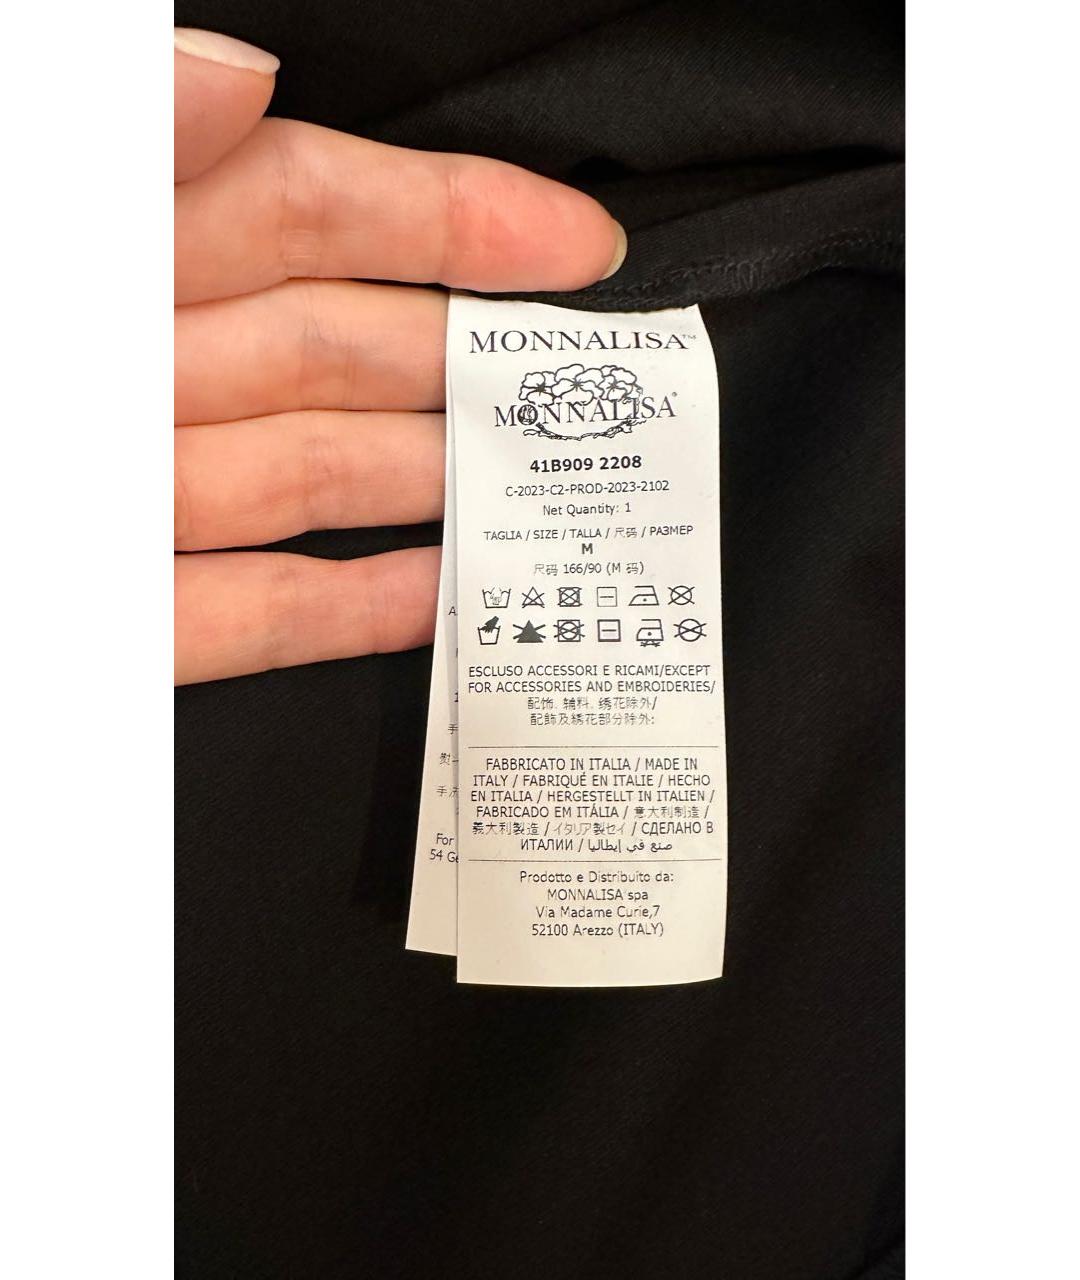 MONNALISA™
MONNALISA®
41B909 2208
C-2023-C2-PROD-2023-2102
Net Quantity: 1
TAGLIA / SIZE / TALLA / 尺码 / РАЗМЕР
M
尺码 166/90 (M 码)
ESCLUSO ACCESSORI E RICAMI/EXCEPT
FOR ACCESSORIES AND EMBROIDERIES/
配饰、辅料、绣花除外/
配飾及綉花部分除外:
FABBRICATO IN ITALIA / MADE IN
ITALY / FABRIQUÉ EN ITALIE / HECHO
EN ITALIA / HERGESTELLT IN ITALIEN /
FABRICADO EM ITÁLIA / 意大利制造 /
義大利製造 / イタリア製セイ / СДЕЛАНО В
ИТАЛИИ / صنع في إيطاليا
Prodotto e Distribuito da:
MONNALISA spa
Via Madame Curie,7
52100 Arezzo (ITALY)
For
54